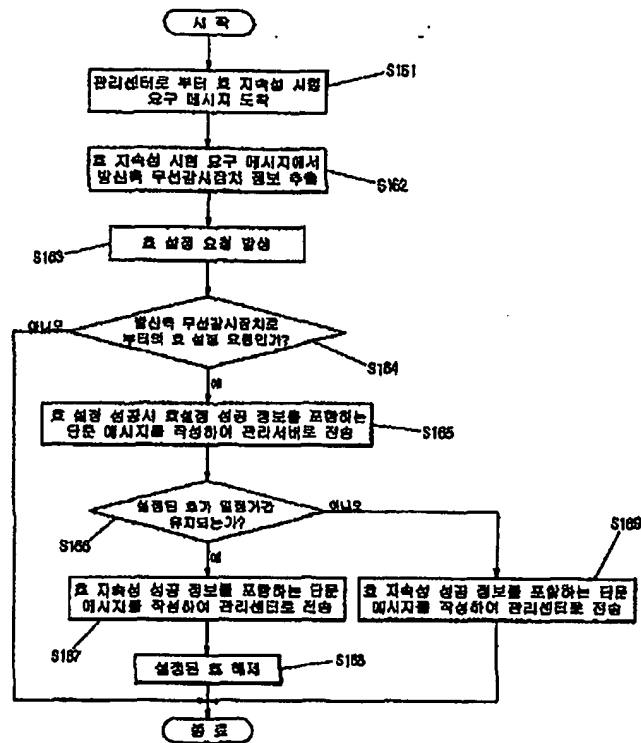 시 작
관리센터로 부터 호 지속성 시험
요구 메시지 도착
S161
호 지속성 시험 요구 메시지에서
발신측 무선감시장치 정보 추출
S162
호 설정 요청 발생
S163
발신측 무선감시장치로
부터의 호 설정 요청인가?
아니오
S164
예
호 설정 성공시 호설정 성공 정보를 포함하는
단문 메시지를 작성하여 관리서버로 전송
S165
설정된 호가 일정기간
유지되는가?
아니오
S166
예
S169
호 지속성 성공 정보를 포함하는 단문
메시지를 작성하여 관리센터로 전송
호 지속성 성공 정보를 포함하는 단문
메시지를 작성하여 관리센터로 전송
S167
설정된 호 해제
S168
종 료